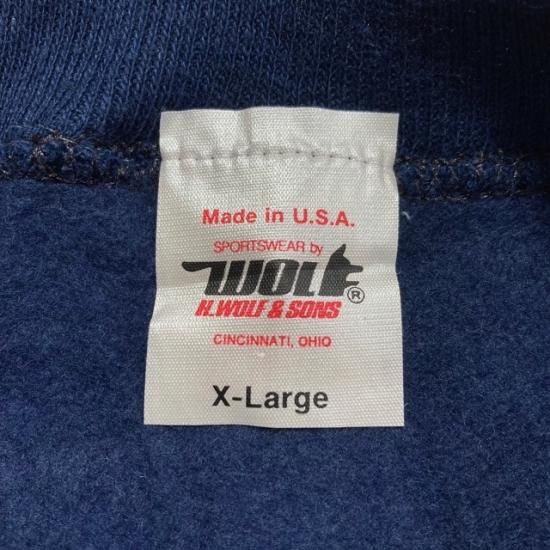 Made in U.S.A.
SPORTSWEAR by
WOLF®
H. WOLF & SONS
CINCINNATI, OHIO
X-Large